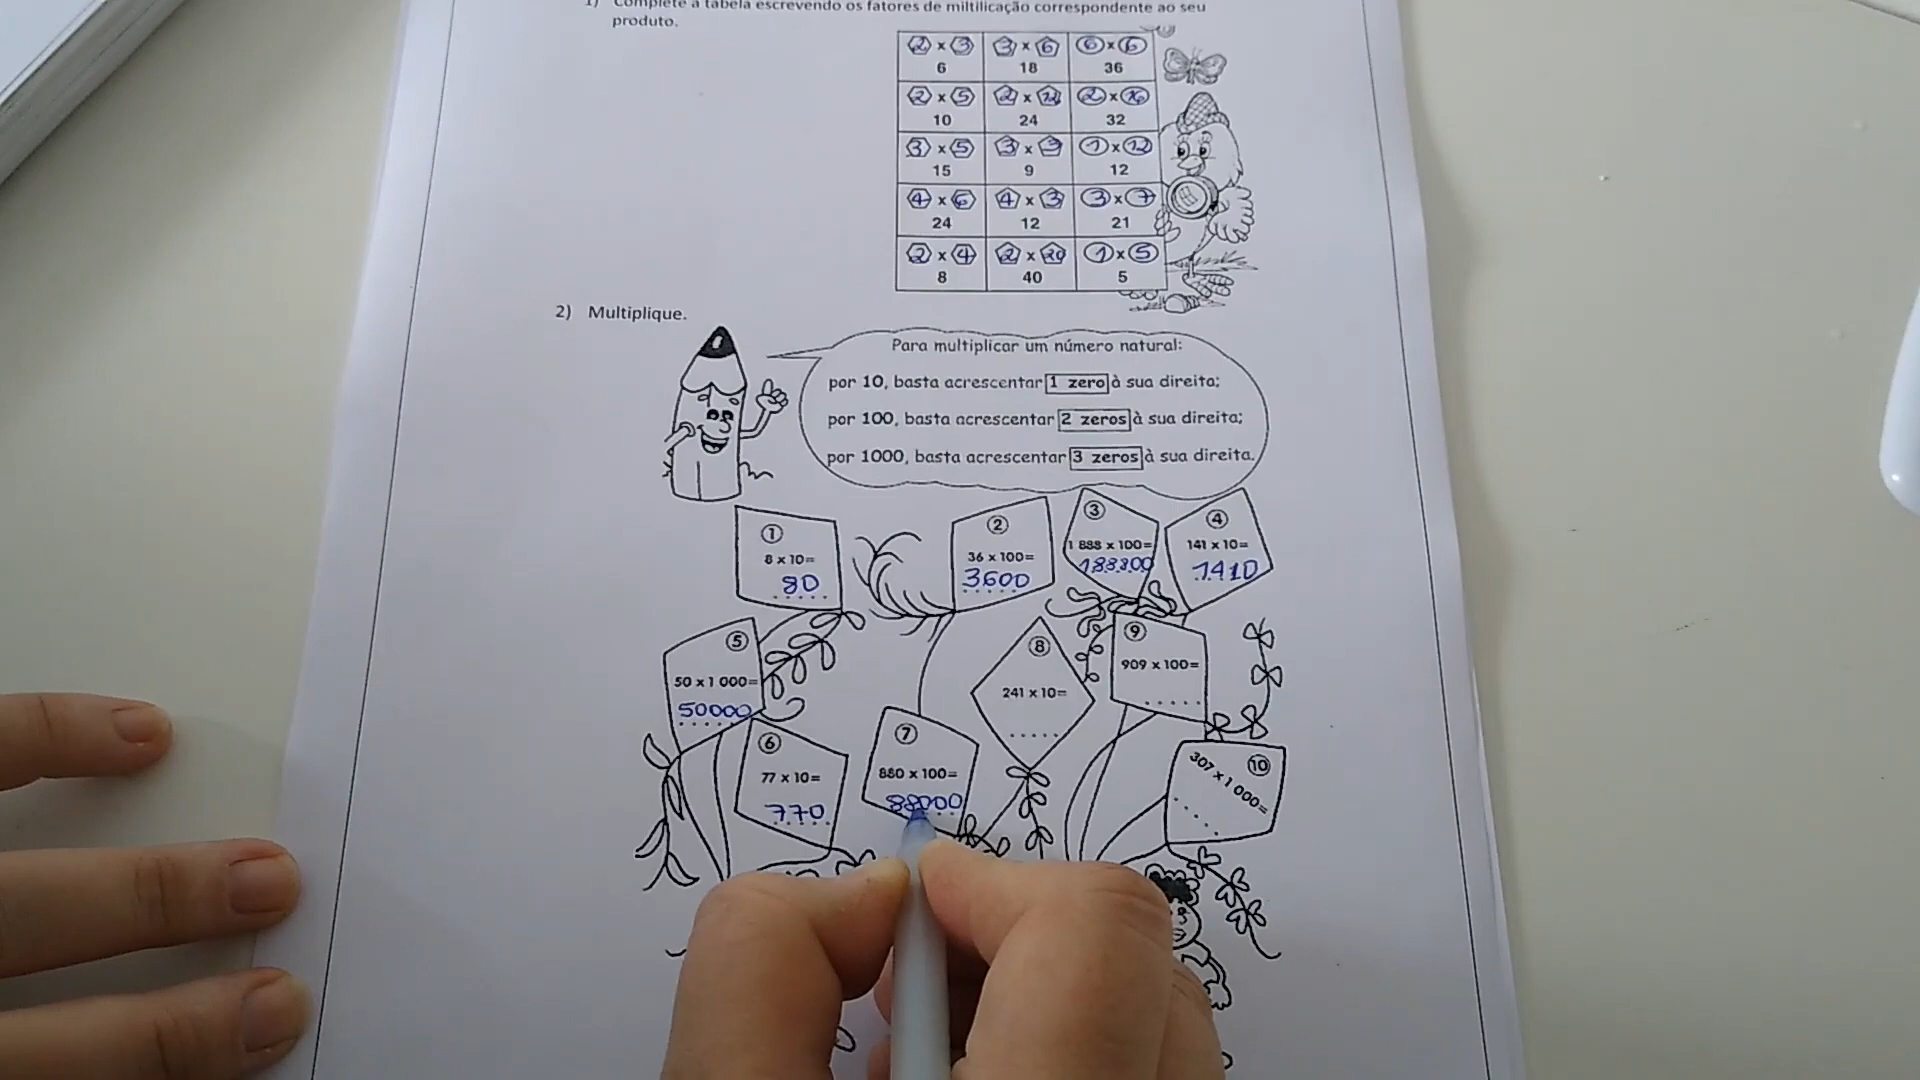 1) Complete a tabela escrevendo os fatores de miltilicação correspondente ao seu
produto.
2 x 3 3 x 6 6 x 6
6 18 36
2 x 5 2 x 12 2 x 16
10 24 32
3 x 5 3 x 3 1 x 12
15 9 12
4 x 6 4 x 3 3 x 7
24 12 21
2 x 4 2 x 20 1 x 5
8 40 5
2) Multiplique.
Para multiplicar um número natural:
por 10, basta acrescentar 1 zero à sua direita;
por 100, basta acrescentar 2 zeros à sua direita;
por 1000, basta acrescentar 3 zeros à sua direita.
1
8 x 10=
80
2
36 x 100=
3600
3
1 888 x 100=
188800
4
141 x 10=
1410
5
50 x 1 000=
50000
6
77 x 10=
770
7
880 x 100=
88000
8
241 x 10=
.....
9
909 x 100=
.....
10
307 x 1 000=
.....